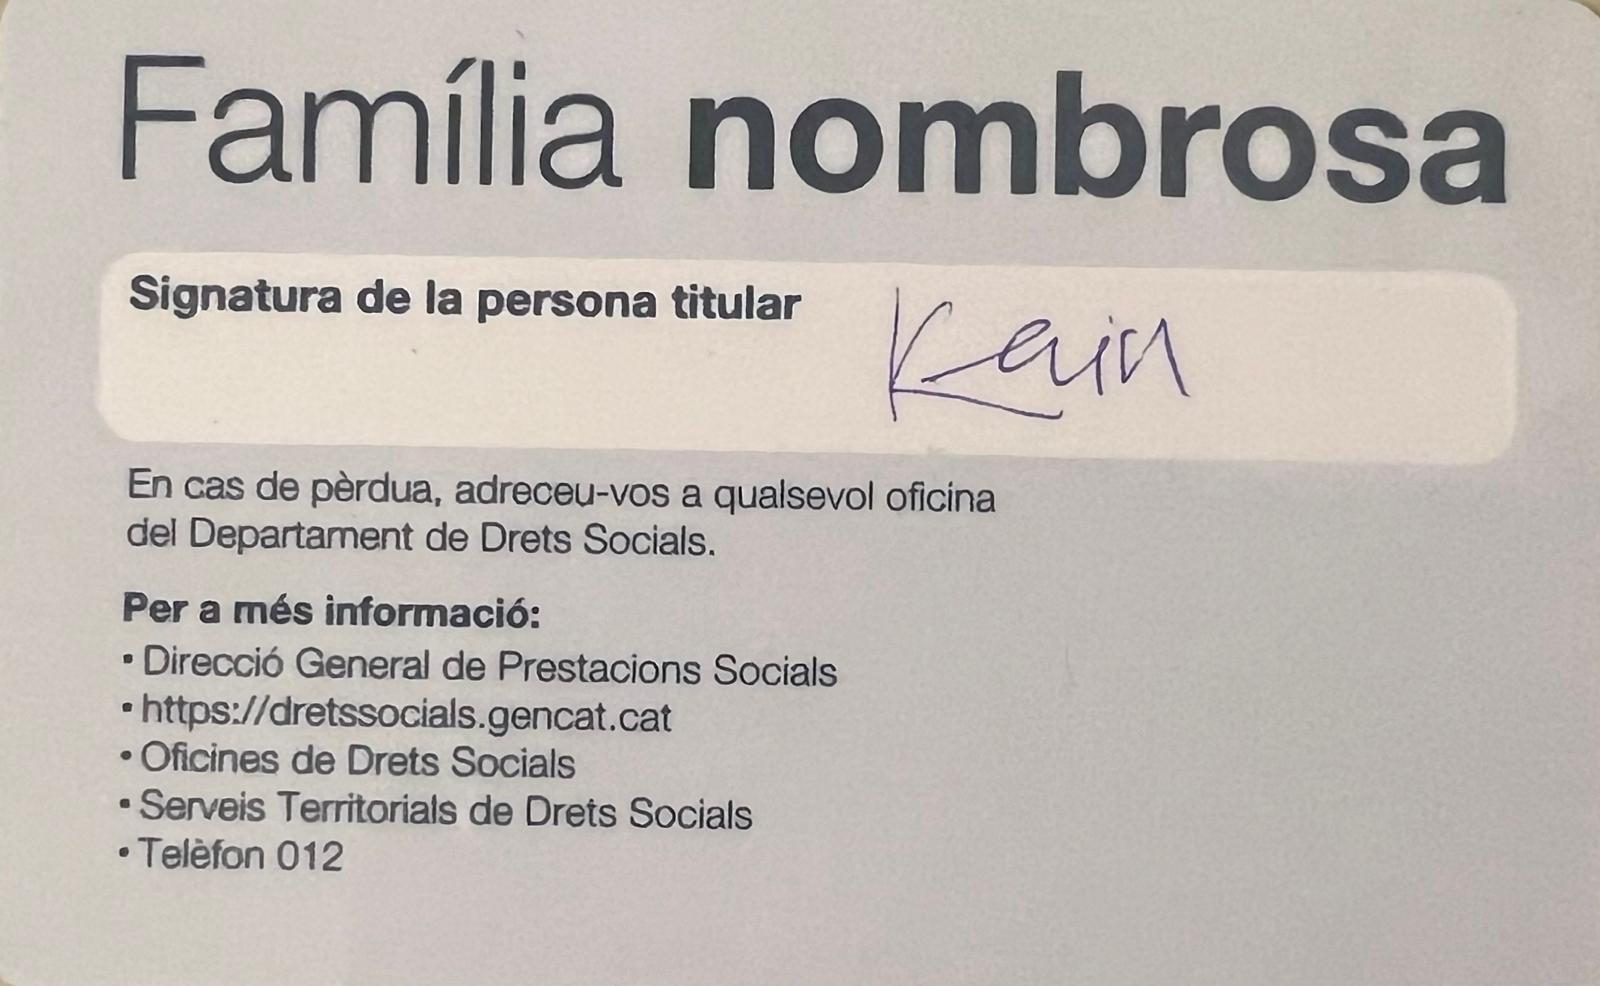 Família nombrosa
Signatura de la persona titular
En cas de pèrdua, adreceu-vos a qualsevol oficina
del Departament de Drets Socials.
Per a més informació:
• Direcció General de Prestacions Socials
• https://dretssocials.gencat.cat
• Oficines de Drets Socials
• Serveis Territorials de Drets Socials
• Telèfon 012